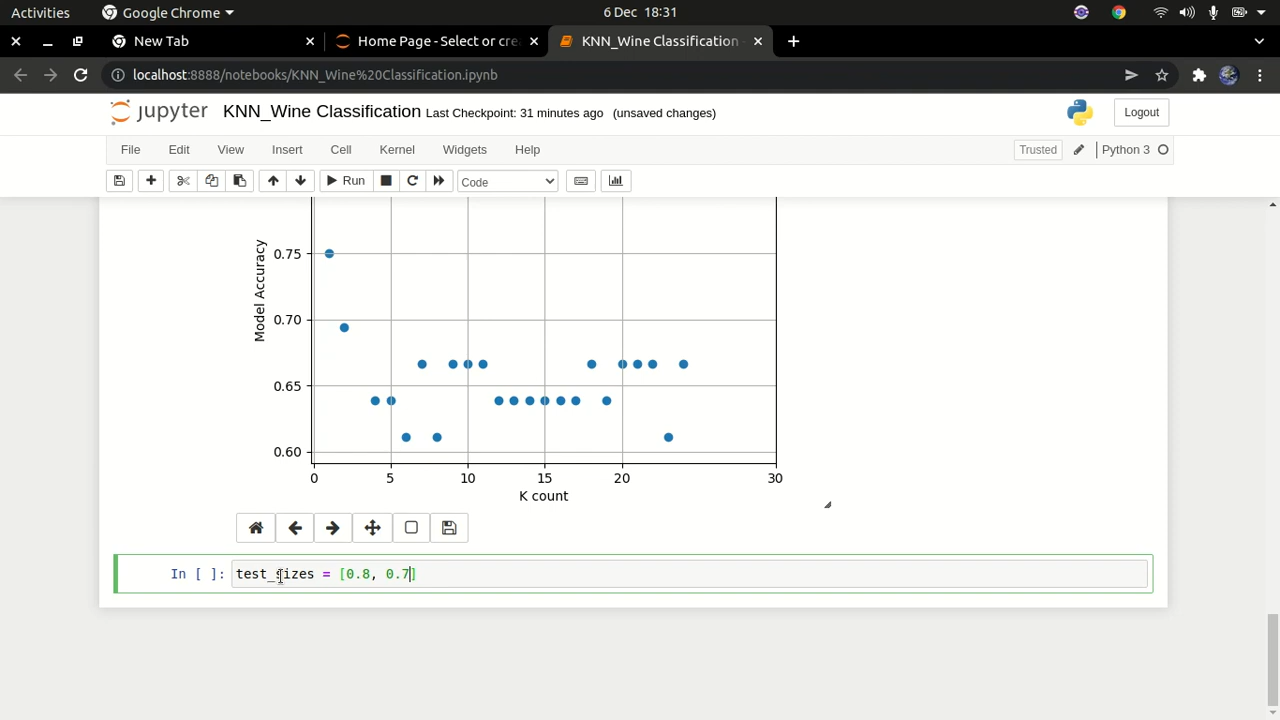 Activities Google Chrome 6 Dec 18:31
New Tab Home Page - Select or cre KNN_Wine Classification -
localhost:8888/notebooks/KNN_Wine%20Classification.ipynb
jupyter KNN_Wine Classification Last Checkpoint: 31 minutes ago (unsaved changes) Logout
File Edit View Insert Cell Kernel Widgets Help Trusted Python 3
Run Code
Model Accuracy
0.75
0.70
0.65
0.60
0 5 10 15 20 30
K count
In [ ]: test_sizes = [0.8, 0.7]